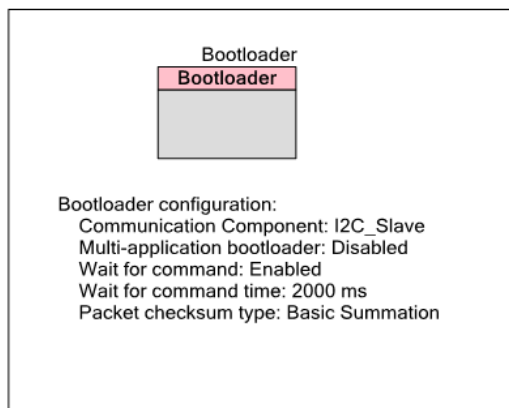 Bootloader
Bootloader
Bootloader configuration:
Communication Component: I2C_Slave
Multi-application bootloader: Disabled
Wait for command: Enabled
Wait for command time: 2000 ms
Packet checksum type: Basic Summation